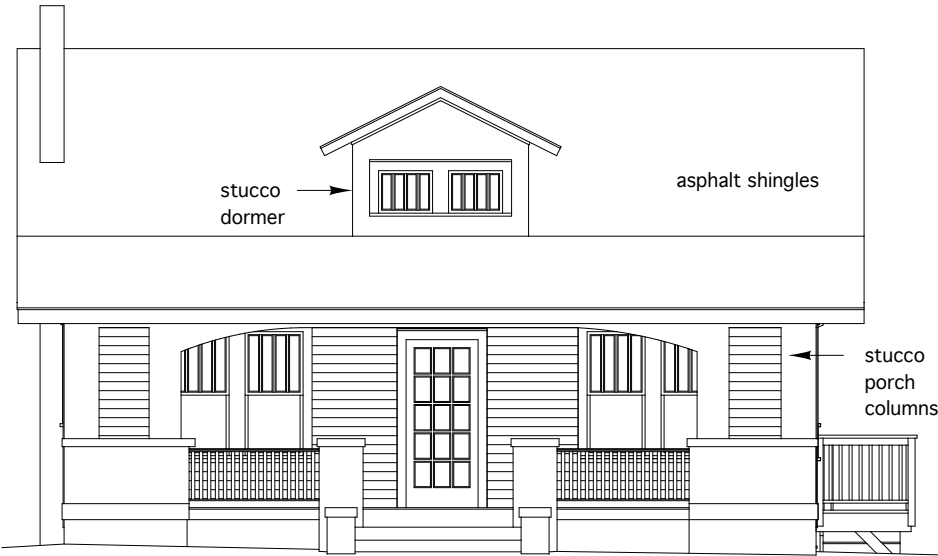 asphalt shingles
stucco
dormer
stucco
porch
columns